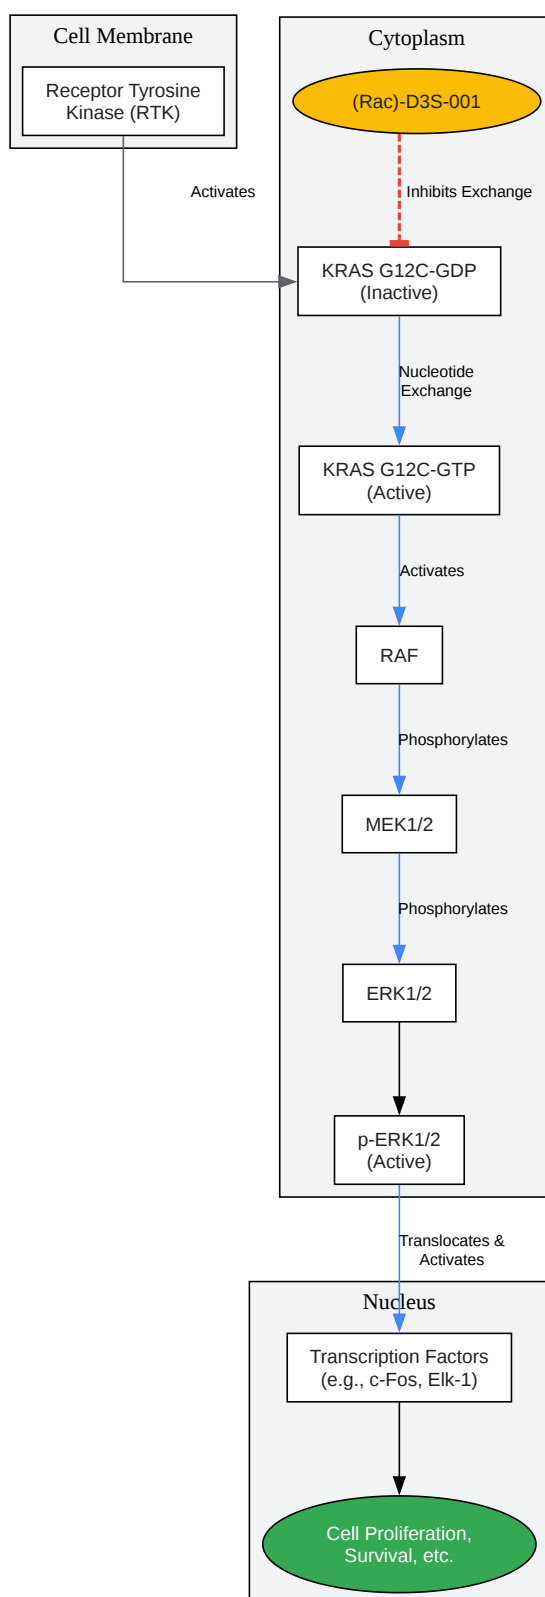 Cell Membrane
Receptor Tyrosine
Kinase (RTK)
Cytoplasm
(Rac)-D3S-001
Activates
Inhibits Exchange
KRAS G12C-GDP
(Inactive)
Nucleotide
Exchange
KRAS G12C-GTP
(Active)
Activates
RAF
Phosphorylates
MEK1/2
Phosphorylates
ERK1/2
p-ERK1/2
(Active)
Translocates &
Activates
Nucleus
Transcription Factors
(e.g., c-Fos, Elk-1)
Cell Proliferation,
Survival, etc.